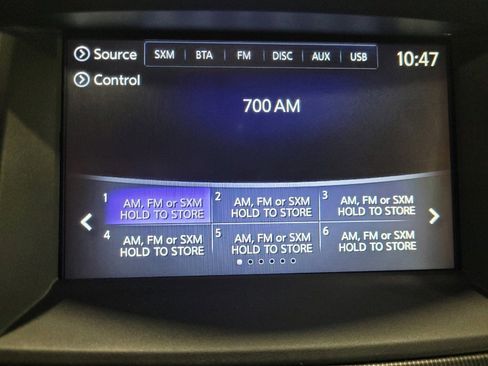 Source SXM | BTA | FM | DISC | AUX | USB 10:47
Control
700 AM
1 AM, FM or SXM HOLD TO STORE
2 AM, FM or SXM HOLD TO STORE
3 AM, FM or SXM HOLD TO STORE
4 AM, FM or SXM HOLD TO STORE
5 AM, FM or SXM HOLD TO STORE
6 AM, FM or SXM HOLD TO STORE